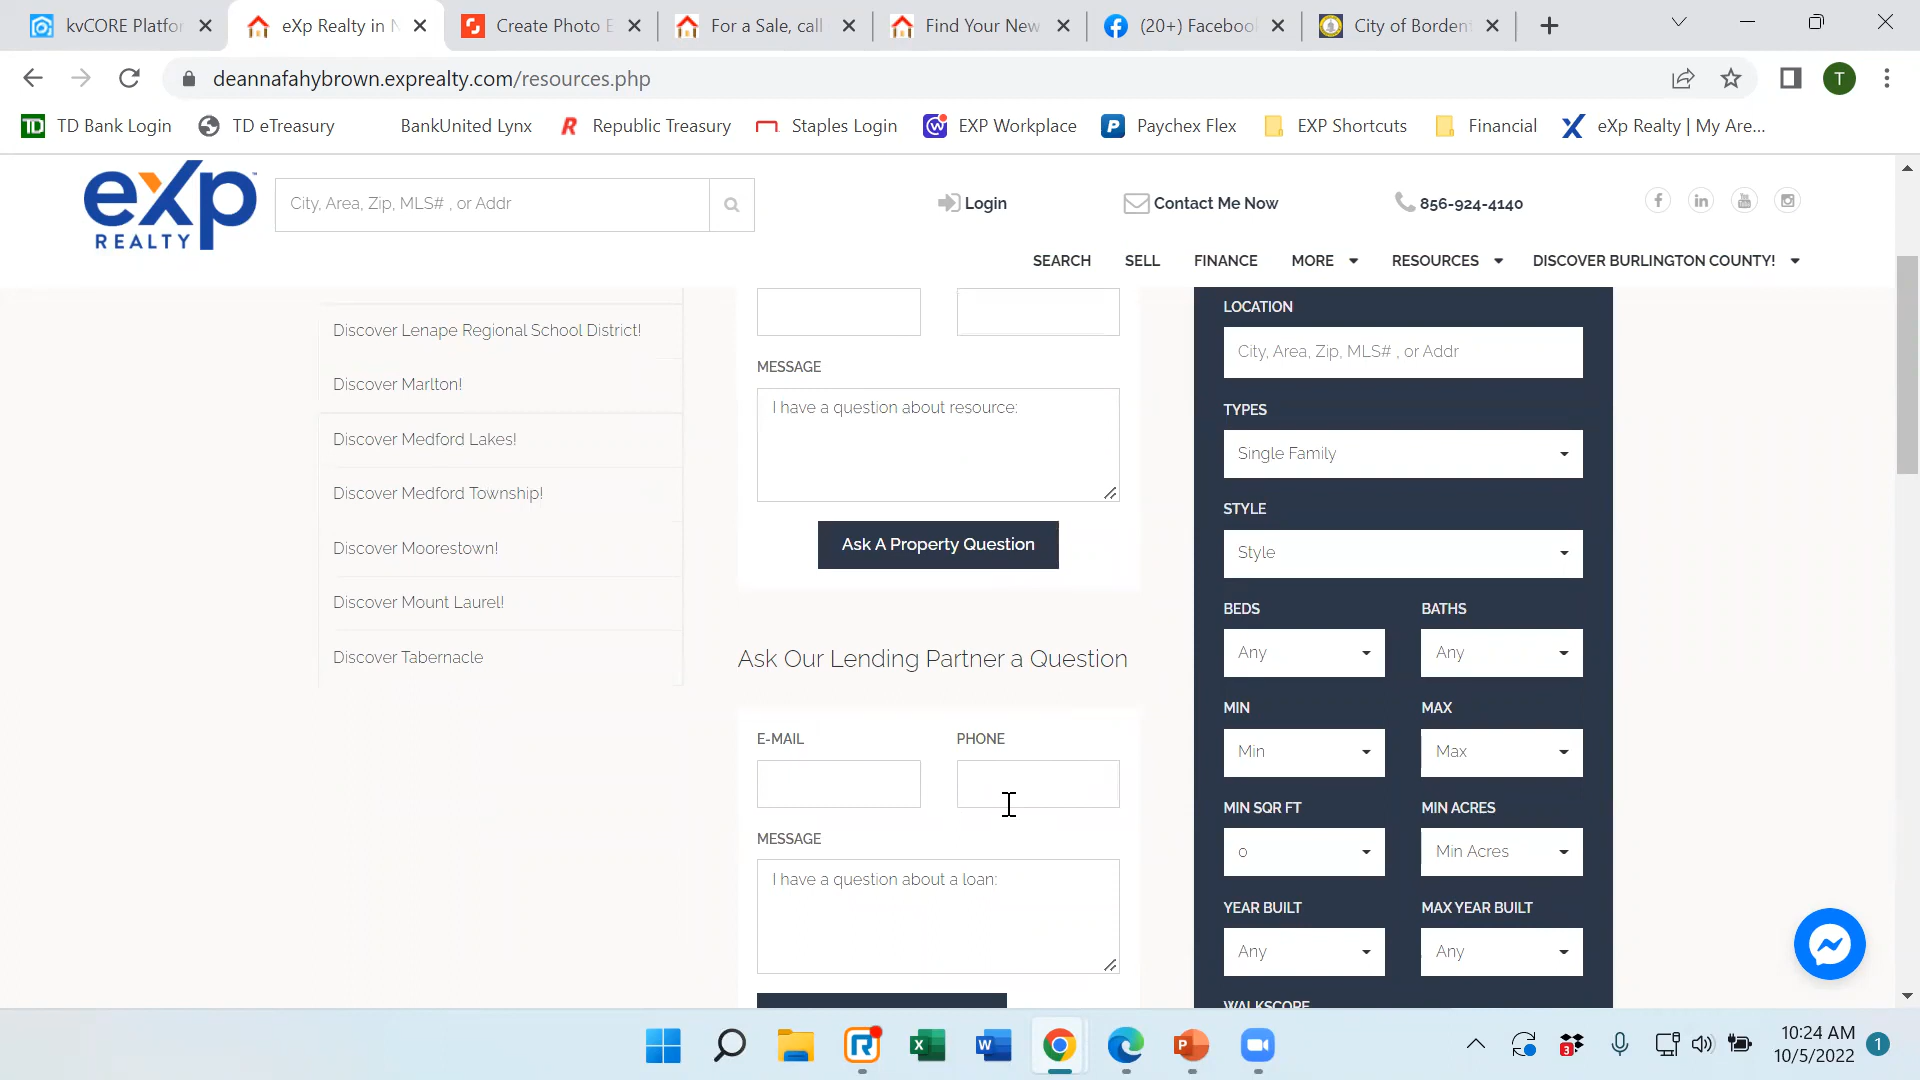 kvCORE Platfor
eXp Realty in N
Create Photo E
For a Sale, call
Find Your New
(20+) Facebook
City of Bordent
deannafahybrown.exprealty.com/resources.php
T
TD Bank Login
TD eTreasury
BankUnited Lynx
Republic Treasury
Staples Login
EXP Workplace
Paychex Flex
EXP Shortcuts
Financial
eXp Realty | My Are...
eXp
REALTY
City, Area, Zip, MLS# , or Addr
Login
Contact Me Now
856-924-4140
SEARCH
SELL
FINANCE
MORE
RESOURCES
DISCOVER BURLINGTON COUNTY!
Discover Lenape Regional School District!
Discover Marlton!
Discover Medford Lakes!
Discover Medford Township!
Discover Moorestown!
Discover Mount Laurel!
Discover Tabernacle
MESSAGE
I have a question about resource:
Ask A Property Question
Ask Our Lending Partner a Question
E-MAIL
PHONE
MESSAGE
I have a question about a loan:
LOCATION
City, Area, Zip, MLS# , or Addr
TYPES
Single Family
STYLE
Style
BEDS
BATHS
Any
Any
MIN
MAX
Min
Max
MIN SQR FT
MIN ACRES
0
Min Acres
YEAR BUILT
MAX YEAR BUILT
Any
Any
WALKSCORE
10:24 AM
10/5/2022
1